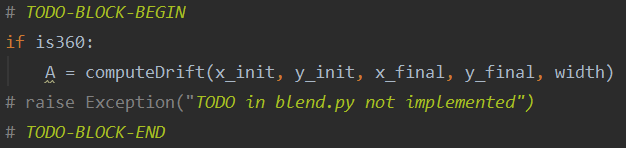 # TODO-BLOCK-BEGIN
if is360:
    A = computeDrift(x_init, y_init, x_final, y_final, width)
# raise Exception("TODO in blend.py not implemented")
# TODO-BLOCK-END